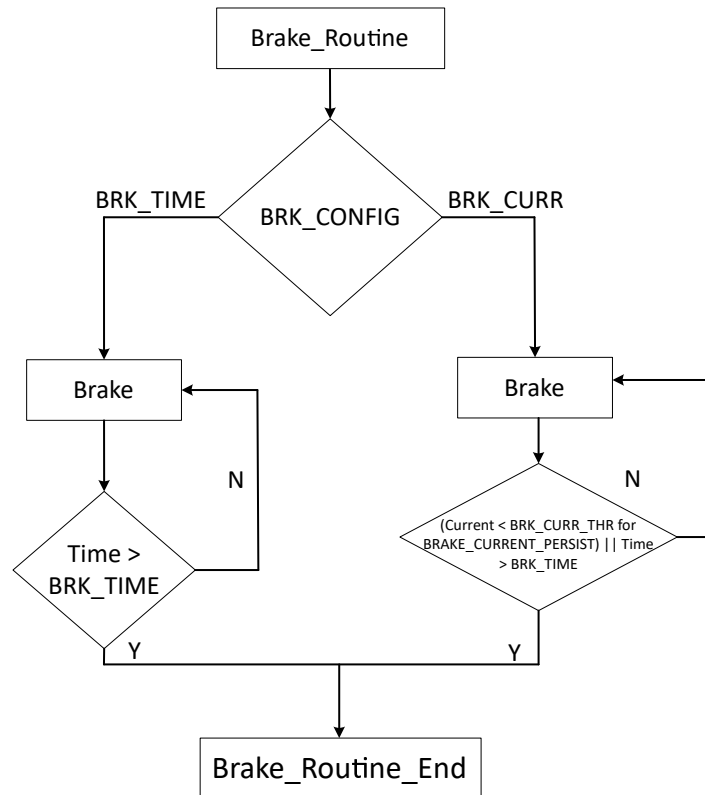 Brake_Routine
BRK_TIME
BRK_CURR
BRK_CONFIG
Brake
Brake
N
N
(Current < BRK_CURR_THR for
BRAKE_CURRENT_PERSIST) || Time
> BRK_TIME
Time >
BRK_TIME
Y
Y
Brake_Routine_End